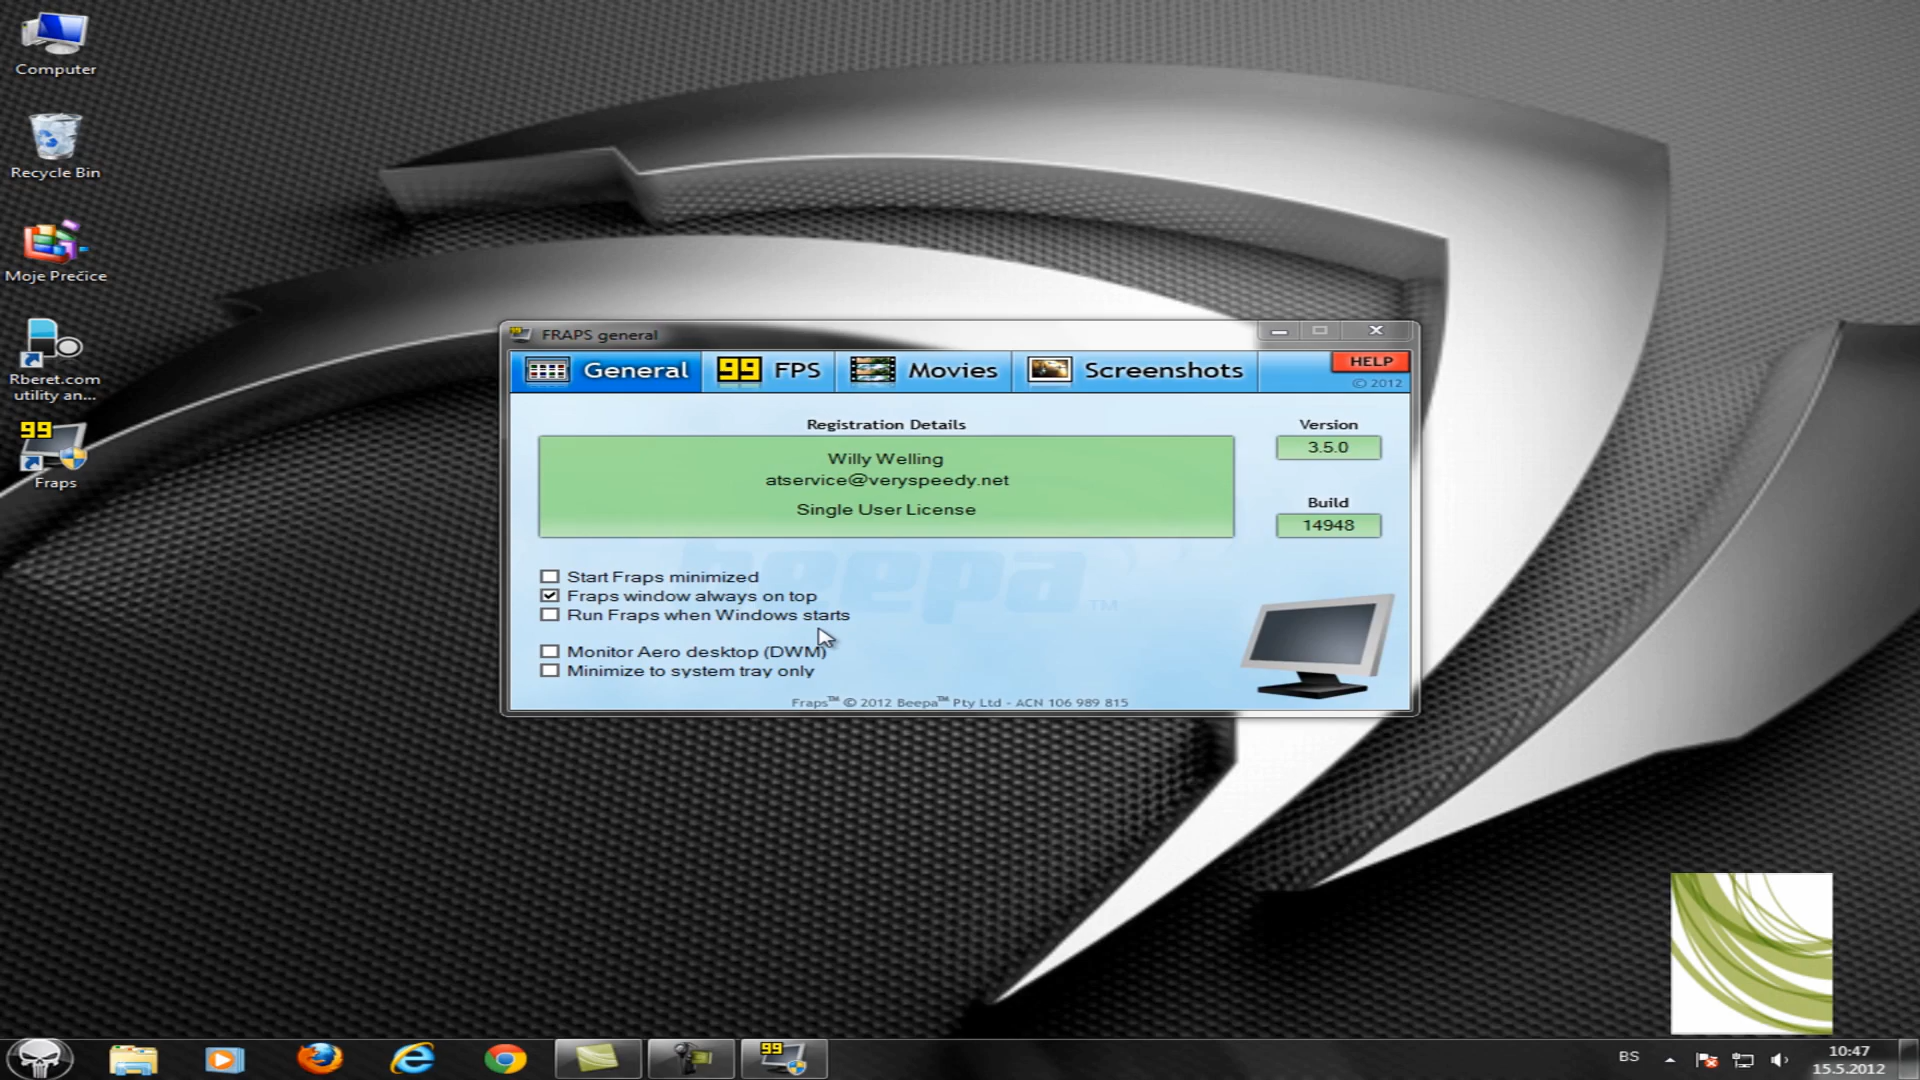 Computer
Recycle Bin
Moje Prečice
Rberet.com
utility an...
99
Fraps
FRAPS general
General
99 FPS
Movies
Screenshots
HELP
© 2012
Registration Details
Willy Welling
atservice@veryspeedy.net
Single User License
Version
3.5.0
Build
14948
Start Fraps minimized
Fraps window always on top
Run Fraps when Windows starts
Monitor Aero desktop (DWM)
Minimize to system tray only
beepa™
Fraps™ © 2012 Beepa™ Pty Ltd - ACN 106 989 815
99
BS
10:47
15.5.2012